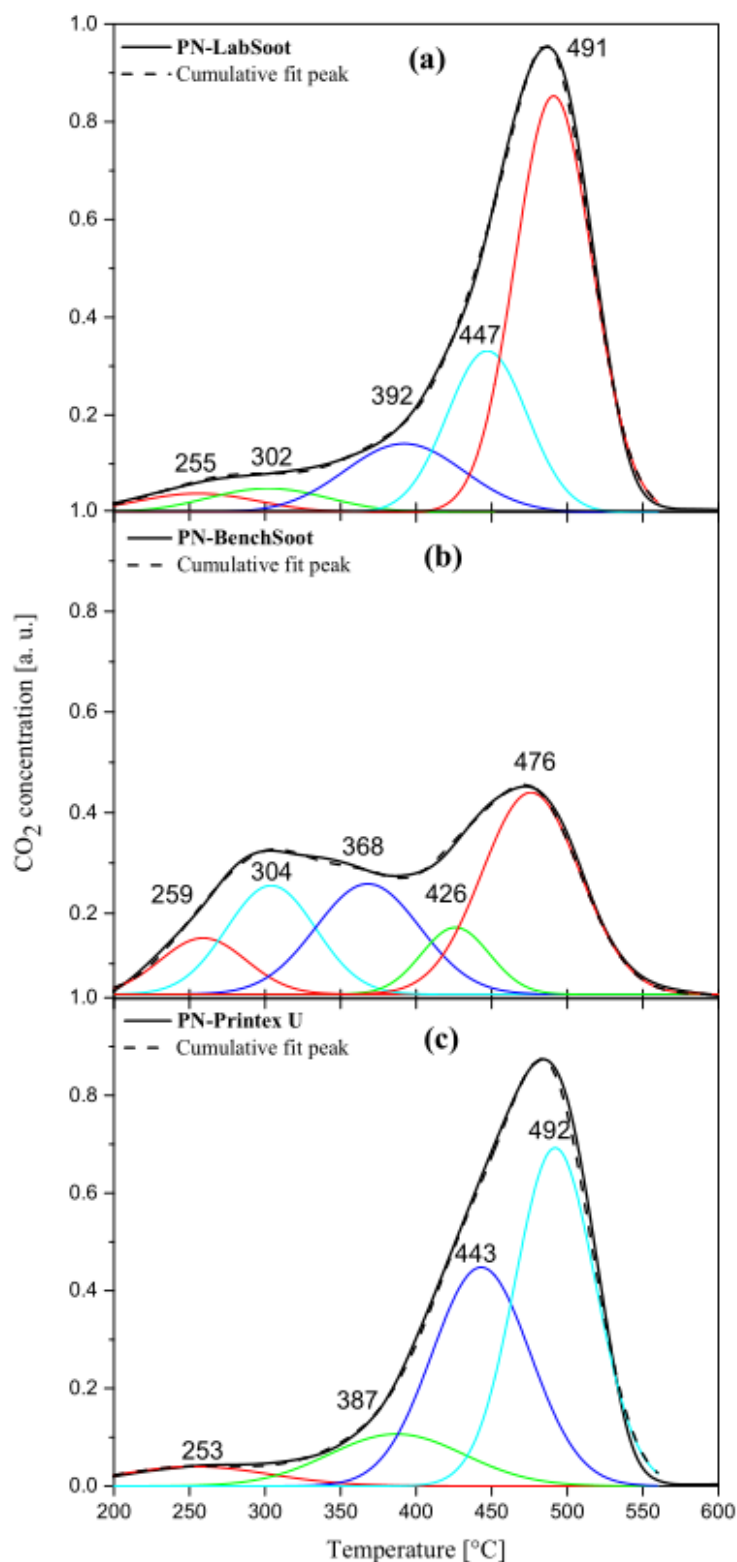 1.0
PN-LabSoot
Cumulative fit peak
(a)
491
0.8
0.6
0.4
447
392
0.2
255
302
1.0
PN-BenchSoot
Cumulative fit peak
(b)
0.8
0.6
476
0.4
368
304
259
426
0.2
1.0
PN-Printex U
Cumulative fit peak
(c)
0.8
492
0.6
443
0.4
387
0.2
253
0.0
200 250 300 350 400 450 500 550 600
Temperature [°C]
CO2 concentration [a. u.]